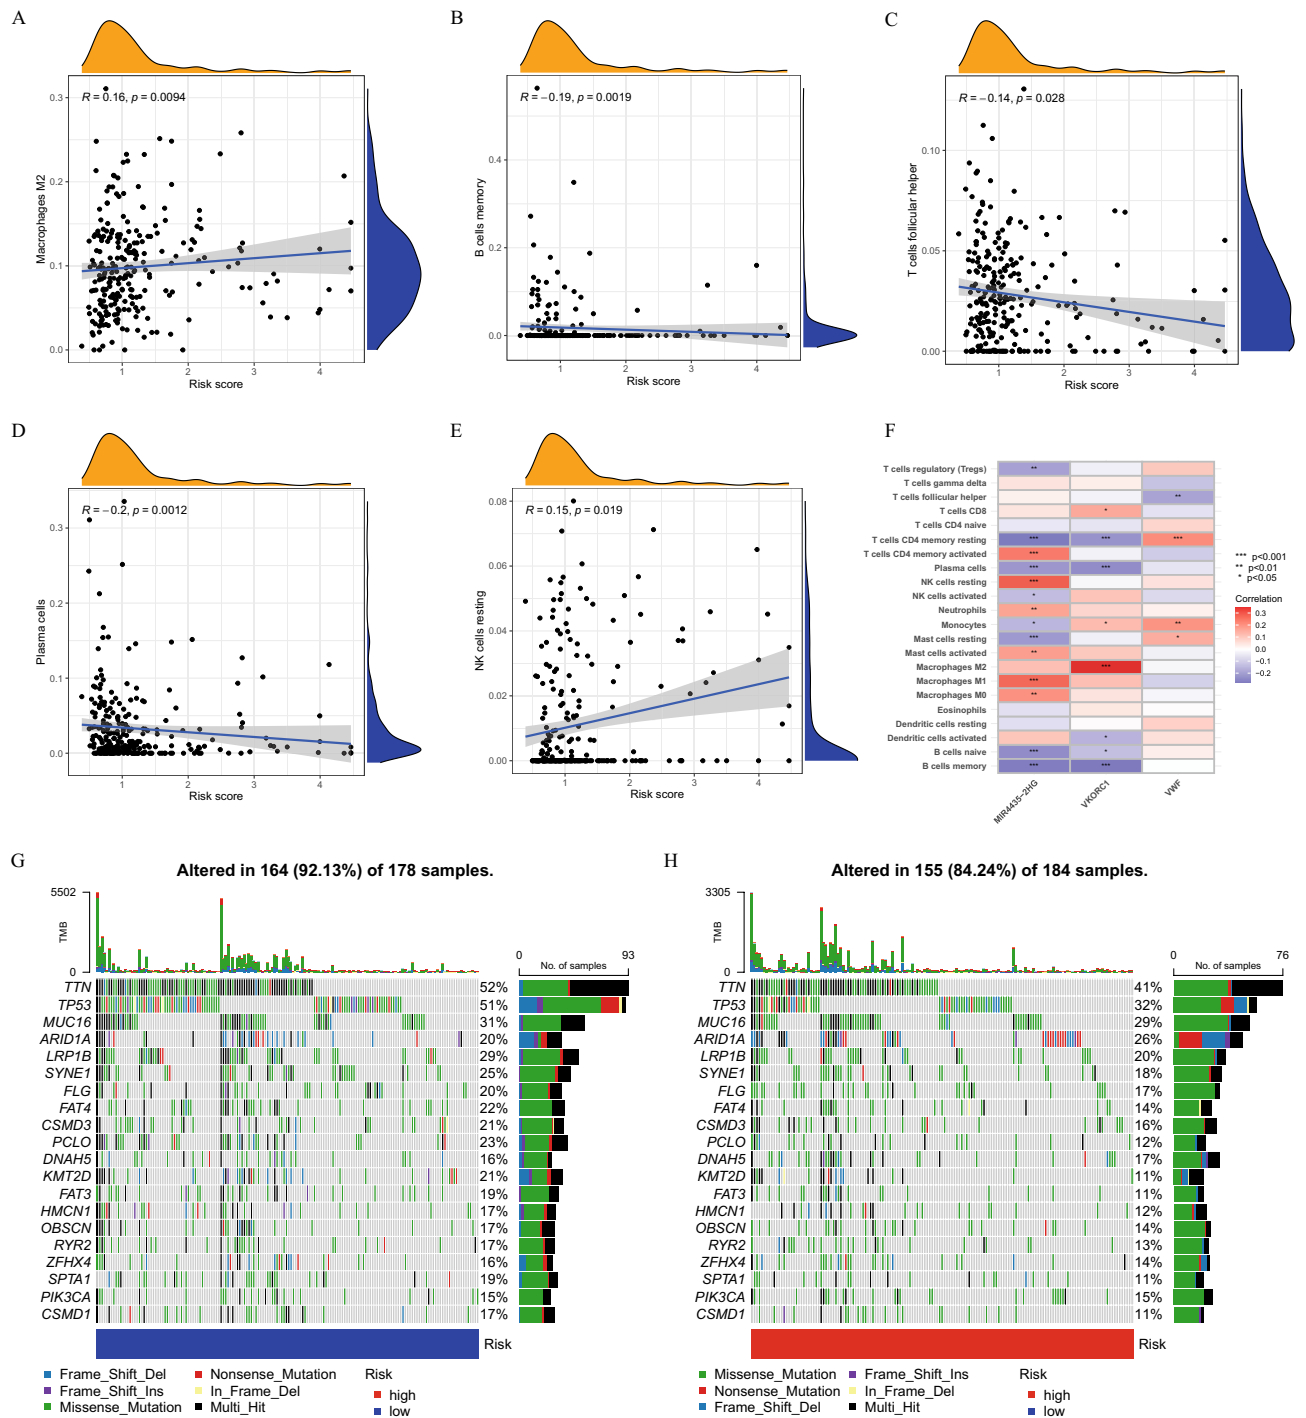 A
R = 0.16, p = 0.0094
Macrophages M2
0.3
0.2
0.1
0.0
1 2 3 4
Risk score
B
R = −0.19, p = 0.0019
B cells memory
0.4
0.2
0.0
1 2 3 4
Risk score
C
R = −0.14, p = 0.028
T cells follicular helper
0.10
0.05
0.00
1 2 3 4
Risk score
D
R = −0.2, p = 0.0012
Plasma cells
0.3
0.2
0.1
0.0
1 2 3 4
Risk score
E
R = 0.15, p = 0.019
NK cells resting
0.08
0.06
0.04
0.02
0.00
1 2 3 4
Risk score
F
T cells regulatory (Tregs) **
T cells gamma delta
T cells follicular helper **
T cells CD8 *
T cells CD4 naive
T cells CD4 memory resting *** *** ***
T cells CD4 memory activated ***
Plasma cells *** ***
NK cells resting ***
NK cells activated *
Neutrophils **
Monocytes * * **
Mast cells resting *** *
Mast cells activated **
Macrophages M2 ***
Macrophages M1 ***
Macrophages M0 **
Eosinophils
Dendritic cells resting
Dendritic cells activated *
B cells naive *** *
B cells memory *** ***
MIR4435−2HG
VKORC1
VWF
*** p<0.001
** p<0.01
* p<0.05
Correlation
0.3
0.2
0.1
0.0
−0.1
−0.2
G
Altered in 164 (92.13%) of 178 samples.
5502
TMB
0
0 93
No. of samples
TTN 52%
TP53 51%
MUC16 31%
ARID1A 20%
LRP1B 29%
SYNE1 25%
FLG 20%
FAT4 22%
CSMD3 21%
PCLO 23%
DNAH5 16%
KMT2D 21%
FAT3 19%
HMCN1 17%
OBSCN 17%
RYR2 17%
ZFHX4 16%
SPTA1 19%
PIK3CA 15%
CSMD1 17%
Risk
Frame_Shift_Del Nonsense_Mutation Risk
Frame_Shift_Ins In_Frame_Del high
Missense_Mutation Multi_Hit low
H
Altered in 155 (84.24%) of 184 samples.
3305
TMB
0
0 76
No. of samples
TTN 41%
TP53 32%
MUC16 29%
ARID1A 26%
LRP1B 20%
SYNE1 18%
FLG 17%
FAT4 14%
CSMD3 16%
PCLO 12%
DNAH5 17%
KMT2D 11%
FAT3 11%
HMCN1 12%
OBSCN 14%
RYR2 13%
ZFHX4 14%
SPTA1 11%
PIK3CA 15%
CSMD1 11%
Risk
Missense_Mutation Frame_Shift_Ins Risk
Nonsense_Mutation In_Frame_Del high
Frame_Shift_Del Multi_Hit low